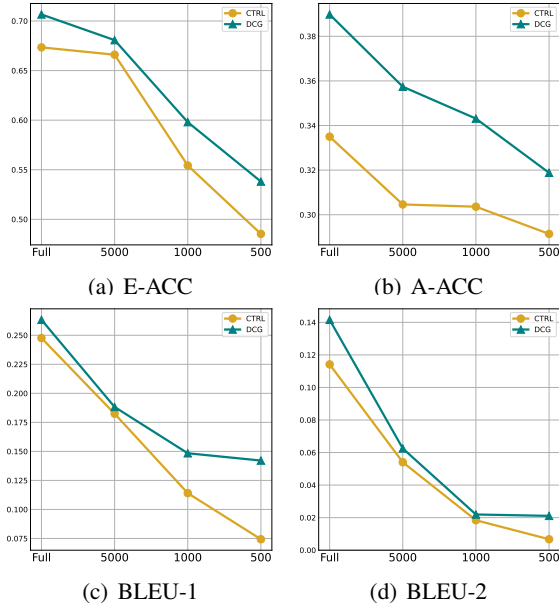 CTRL
DCG
0.70
0.65
0.60
0.55
0.50
Full 5000 1000 500
(a) E-ACC
CTRL
DCG
0.38
0.36
0.34
0.32
0.30
Full 5000 1000 500
(b) A-ACC
CTRL
DCG
0.250
0.225
0.200
0.175
0.150
0.125
0.100
0.075
Full 5000 1000 500
(c) BLEU-1
CTRL
DCG
0.14
0.12
0.10
0.08
0.06
0.04
0.02
0.00
Full 5000 1000 500
(d) BLEU-2